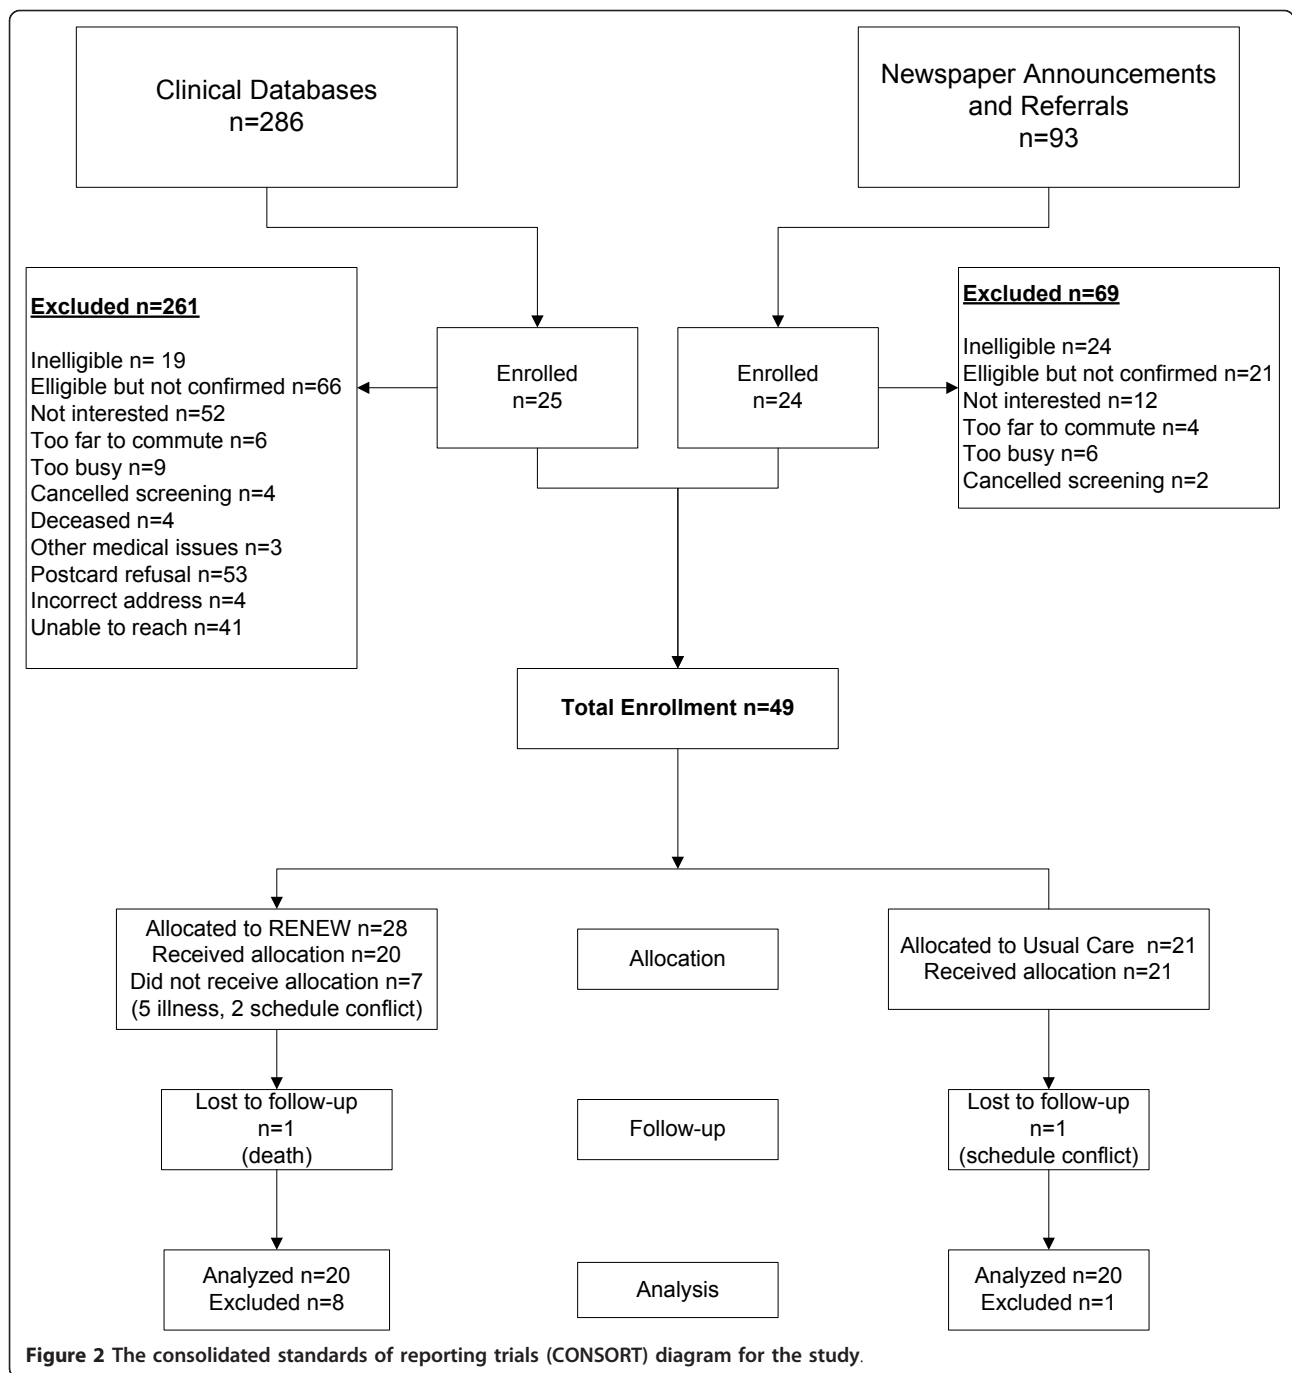 Clinical Databases
n=286
Newspaper Announcements
and Referrals
n=93
Excluded n=261
Inelligible n= 19
Elligible but not confirmed n=66
Not interested n=52
Too far to commute n=6
Too busy n=9
Cancelled screening n=4
Deceased n=4
Other medical issues n=3
Postcard refusal n=53
Incorrect address n=4
Unable to reach n=41
Enrolled
n=25
Enrolled
n=24
Excluded n=69
Inelligible n=24
Elligible but not confirmed n=21
Not interested n=12
Too far to commute n=4
Too busy n=6
Cancelled screening n=2
Total Enrollment n=49
Allocated to RENEW n=28
Received allocation n=20
Did not receive allocation n=7
(5 illness, 2 schedule conflict)
Allocation
Allocated to Usual Care  n=21
Received allocation n=21
Lost to follow-up
n=1
(death)
Follow-up
Lost to follow-up
n=1
(schedule conflict)
Analyzed n=20
Excluded n=8
Analysis
Analyzed n=20
Excluded n=1
Figure 2 The consolidated standards of reporting trials (CONSORT) diagram for the study.